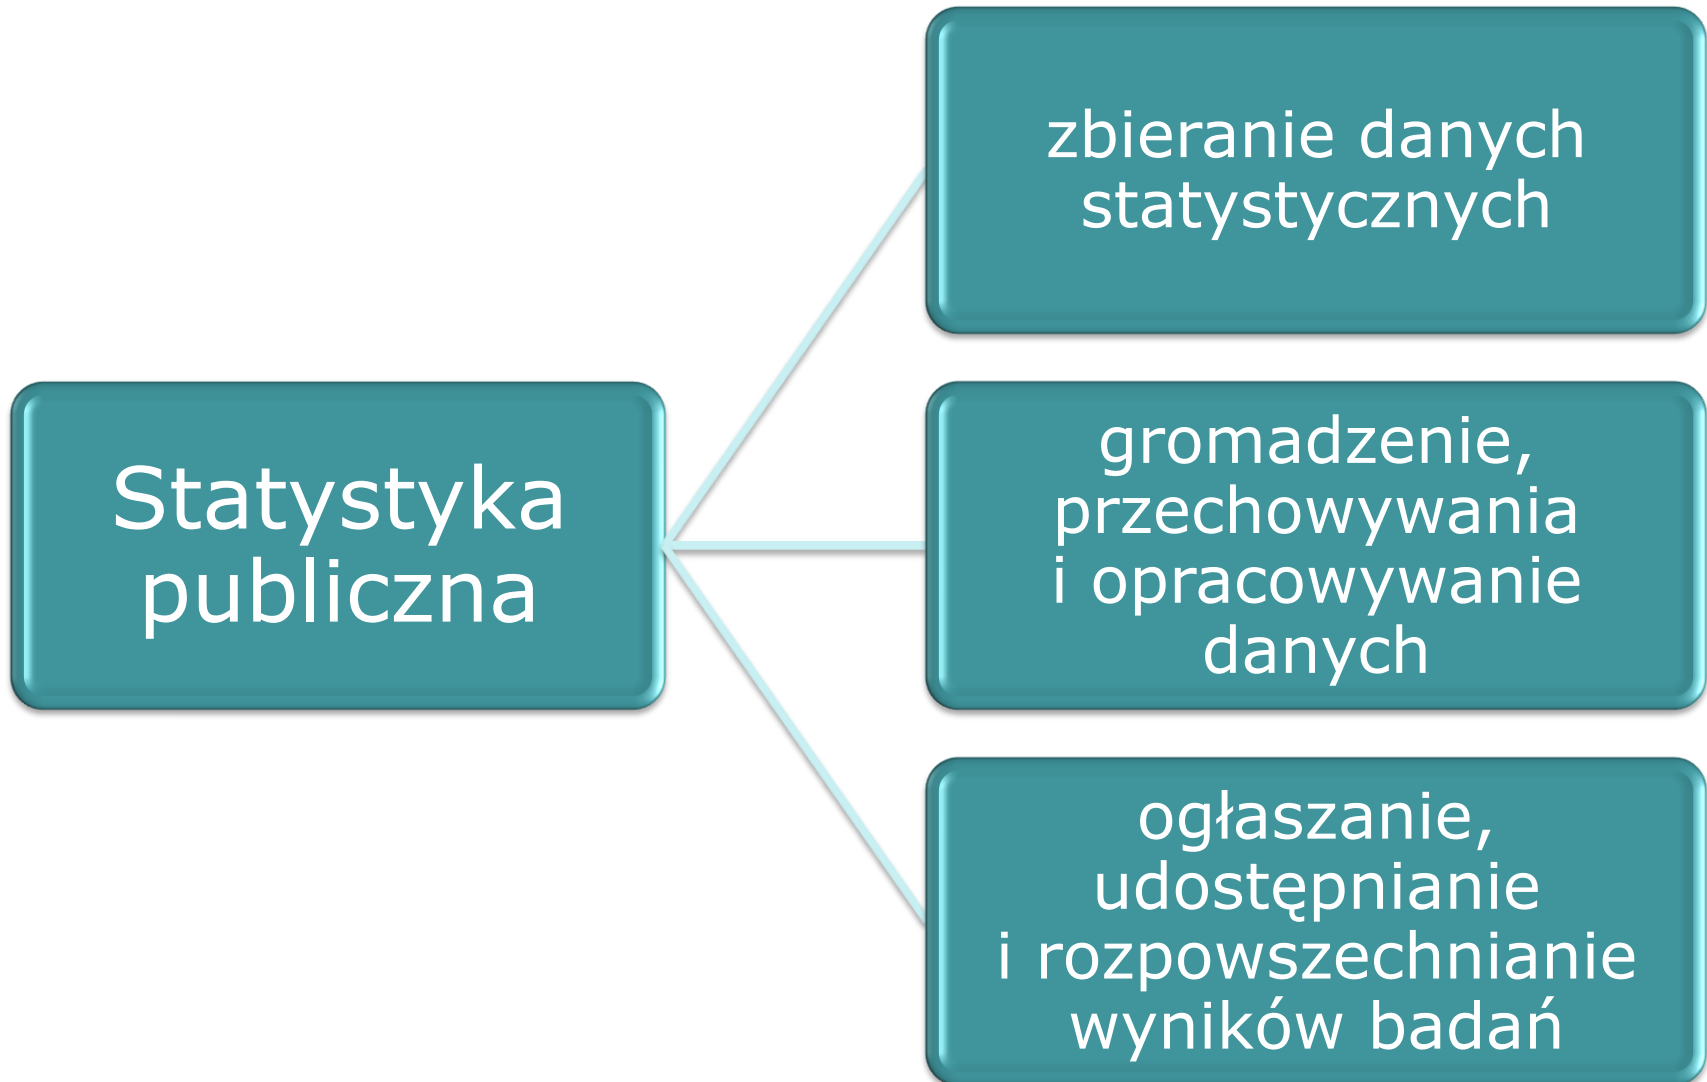 Statystyka
publiczna
zbieranie danych
statystycznych
gromadzenie,
przechowywania
i opracowywanie
danych
ogłaszanie,
udostępnianie
i rozpowszechnianie
wyników badań